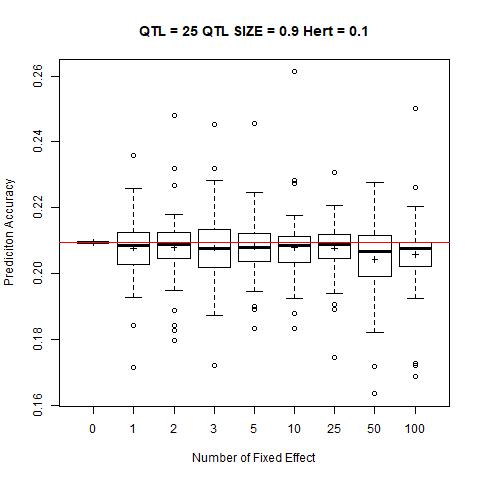 QTL = 25 QTL SIZE = 0.9 Hert = 0.1
Prediciton Accuracy
0.26
0.24
0.22
0.20
0.18
0.16
0 1 2 3 5 10 25 50 100
Number of Fixed Effect